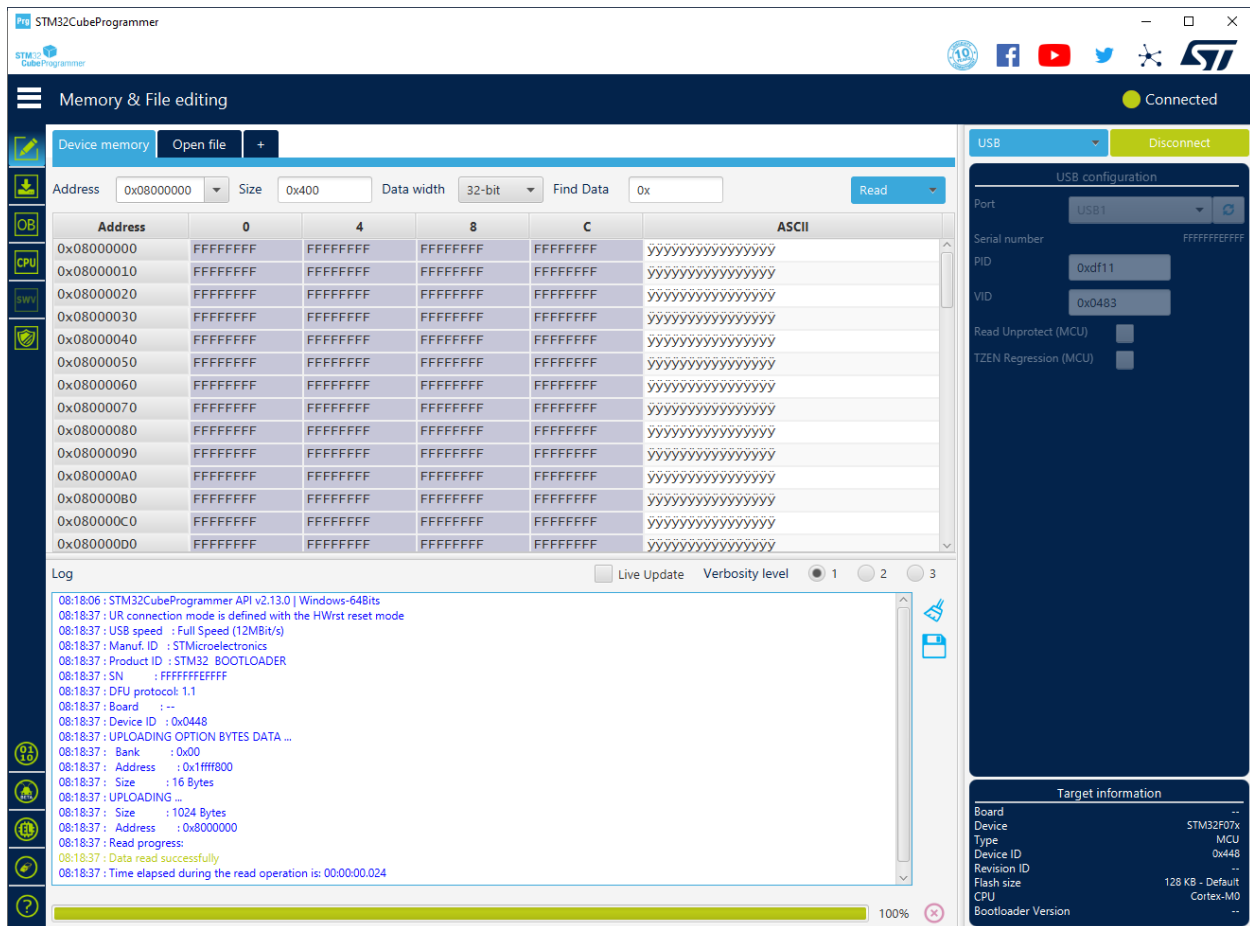 Prg STM32CubeProgrammer
STM32
CubeProgrammer
10
Memory & File editing
Connected
Device memory Open file +
USB Disconnect
Address 0x08000000 Size 0x400 Data width 32-bit Find Data 0x Read
Address 0 4 8 C ASCII
0x08000000 FFFFFFFF FFFFFFFF FFFFFFFF FFFFFFFF ÿÿÿÿÿÿÿÿÿÿÿÿÿÿÿÿ
0x08000010 FFFFFFFF FFFFFFFF FFFFFFFF FFFFFFFF ÿÿÿÿÿÿÿÿÿÿÿÿÿÿÿÿ
0x08000020 FFFFFFFF FFFFFFFF FFFFFFFF FFFFFFFF ÿÿÿÿÿÿÿÿÿÿÿÿÿÿÿÿ
0x08000030 FFFFFFFF FFFFFFFF FFFFFFFF FFFFFFFF ÿÿÿÿÿÿÿÿÿÿÿÿÿÿÿÿ
0x08000040 FFFFFFFF FFFFFFFF FFFFFFFF FFFFFFFF ÿÿÿÿÿÿÿÿÿÿÿÿÿÿÿÿ
0x08000050 FFFFFFFF FFFFFFFF FFFFFFFF FFFFFFFF ÿÿÿÿÿÿÿÿÿÿÿÿÿÿÿÿ
0x08000060 FFFFFFFF FFFFFFFF FFFFFFFF FFFFFFFF ÿÿÿÿÿÿÿÿÿÿÿÿÿÿÿÿ
0x08000070 FFFFFFFF FFFFFFFF FFFFFFFF FFFFFFFF ÿÿÿÿÿÿÿÿÿÿÿÿÿÿÿÿ
0x08000080 FFFFFFFF FFFFFFFF FFFFFFFF FFFFFFFF ÿÿÿÿÿÿÿÿÿÿÿÿÿÿÿÿ
0x08000090 FFFFFFFF FFFFFFFF FFFFFFFF FFFFFFFF ÿÿÿÿÿÿÿÿÿÿÿÿÿÿÿÿ
0x080000A0 FFFFFFFF FFFFFFFF FFFFFFFF FFFFFFFF ÿÿÿÿÿÿÿÿÿÿÿÿÿÿÿÿ
0x080000B0 FFFFFFFF FFFFFFFF FFFFFFFF FFFFFFFF ÿÿÿÿÿÿÿÿÿÿÿÿÿÿÿÿ
0x080000C0 FFFFFFFF FFFFFFFF FFFFFFFF FFFFFFFF ÿÿÿÿÿÿÿÿÿÿÿÿÿÿÿÿ
0x080000D0 FFFFFFFF FFFFFFFF FFFFFFFF FFFFFFFF ÿÿÿÿÿÿÿÿÿÿÿÿÿÿÿÿ
OB
CPU
SWV
USB configuration
Port USB1
Serial number FFFFFFFEFFFF
PID 0xdf11
VID 0x0483
Read Unprotect (MCU)
TZEN Regression (MCU)
Log Live Update Verbosity level 1 2 3
08:18:06 : STM32CubeProgrammer API v2.13.0 | Windows-64Bits
08:18:37 : UR connection mode is defined with the HWrst reset mode
08:18:37 : USB speed : Full Speed (12MBit/s)
08:18:37 : Manuf. ID : STMicroelectronics
08:18:37 : Product ID : STM32 BOOTLOADER
08:18:37 : SN : FFFFFFFEFFFF
08:18:37 : DFU protocol: 1.1
08:18:37 : Board : --
08:18:37 : Device ID : 0x0448
08:18:37 : UPLOADING OPTION BYTES DATA ...
08:18:37 : Bank : 0x00
08:18:37 : Address : 0x1ffff800
08:18:37 : Size : 16 Bytes
08:18:37 : UPLOADING ...
08:18:37 : Size : 1024 Bytes
08:18:37 : Address : 0x8000000
08:18:37 : Read progress:
08:18:37 : Data read successfully
08:18:37 : Time elapsed during the read operation is: 00:00:00.024
100%
Target information
Board --
Device STM32F07x
Type MCU
Device ID 0x448
Revision ID --
Flash size 128 KB - Default
CPU Cortex-M0
Bootloader Version --